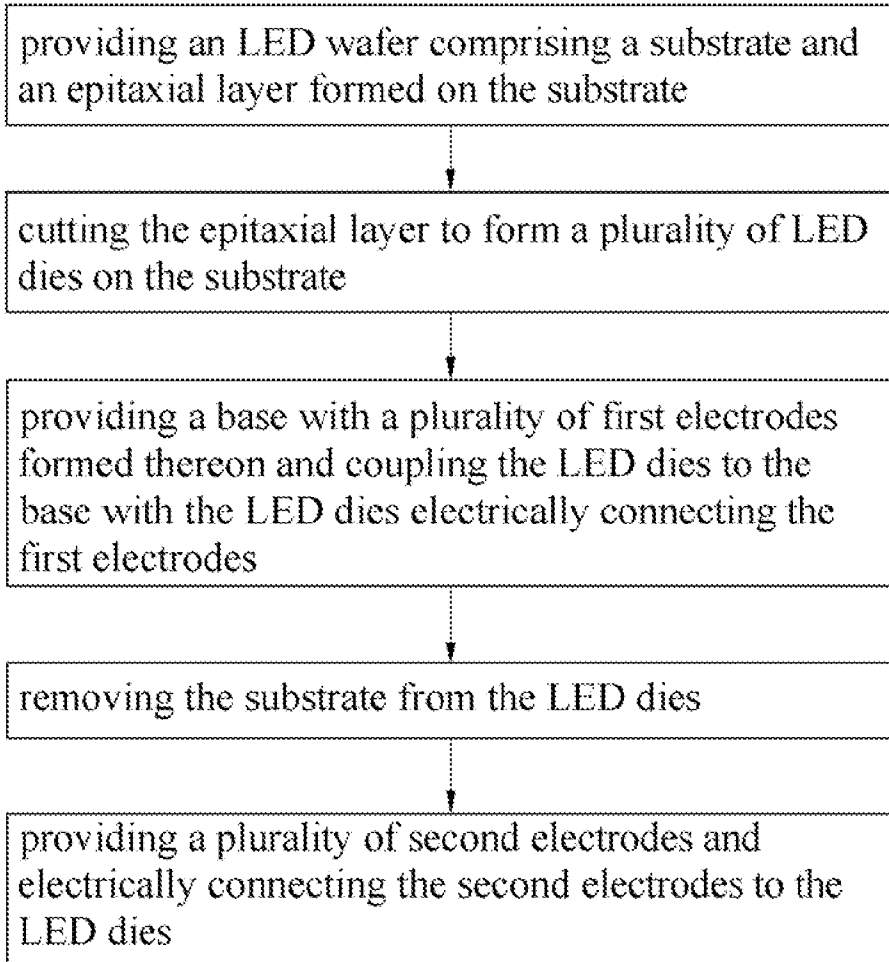 providing an LED wafer comprising a substrate and
an epitaxial layer formed on the substrate
cutting the epitaxial layer to form a plurality of LED
dies on the substrate
providing a base with a plurality of first electrodes
formed thereon and coupling the LED dies to the
base with the LED dies electrically connecting the
first electrodes
removing the substrate from the LED dies
providing a plurality of second electrodes and
electrically connecting the second electrodes to the
LED dies